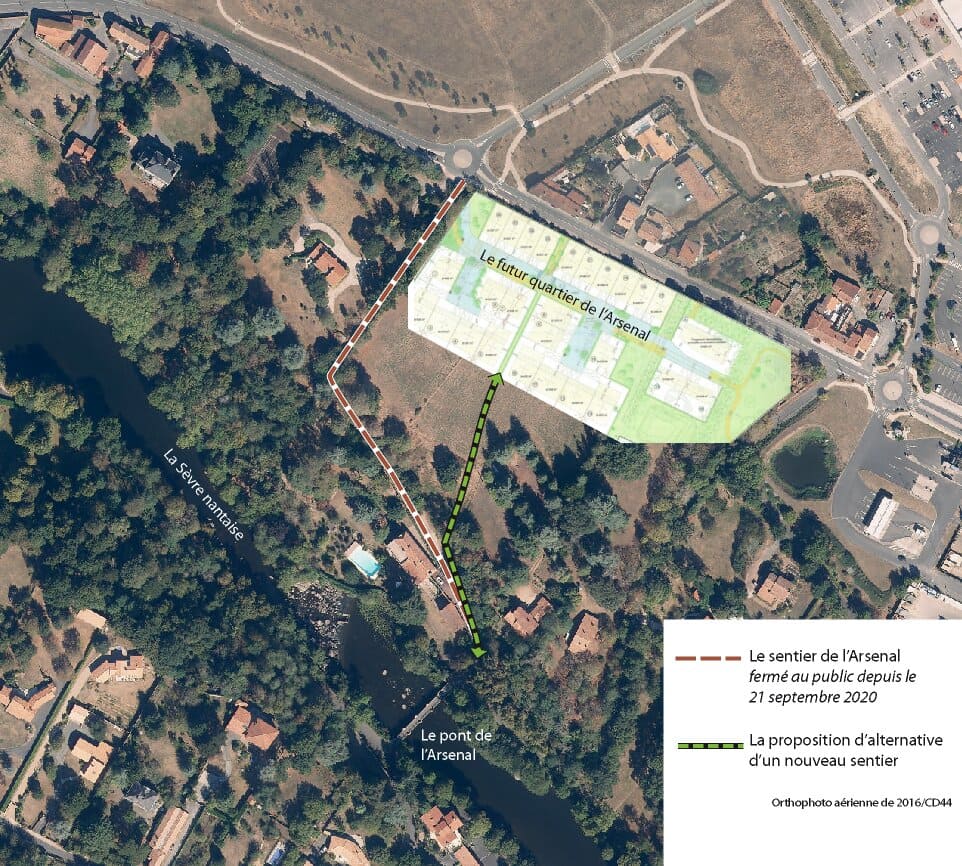 Le futur quartier de l'Arsenal
La Sèvre nantaise
Le pont de
l'Arsenal
Le sentier de l'Arsenal
fermé au public depuis le
21 septembre 2020
La proposition d'alternative
d'un nouveau sentier
Orthophoto aérienne de 2016/CD44